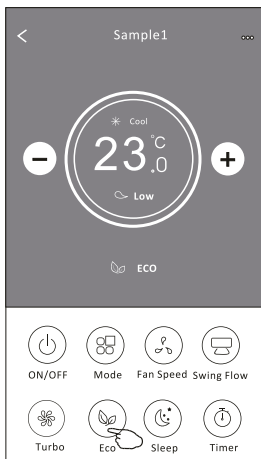 Sample1
Cool
23.0°C
Low
ECO
ON/OFF Mode Fan Speed Swing Flow
Turbo Eco Sleep Timer